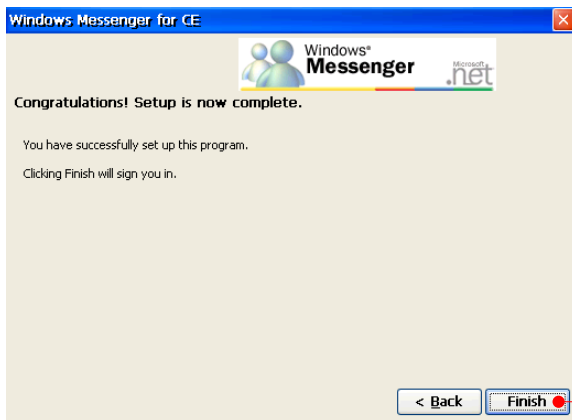 Windows Messenger for CE
Windows®
Messenger
Microsoft
.net
Congratulations! Setup is now complete.
You have successfully set up this program.
Clicking Finish will sign you in.
< Back
Finish